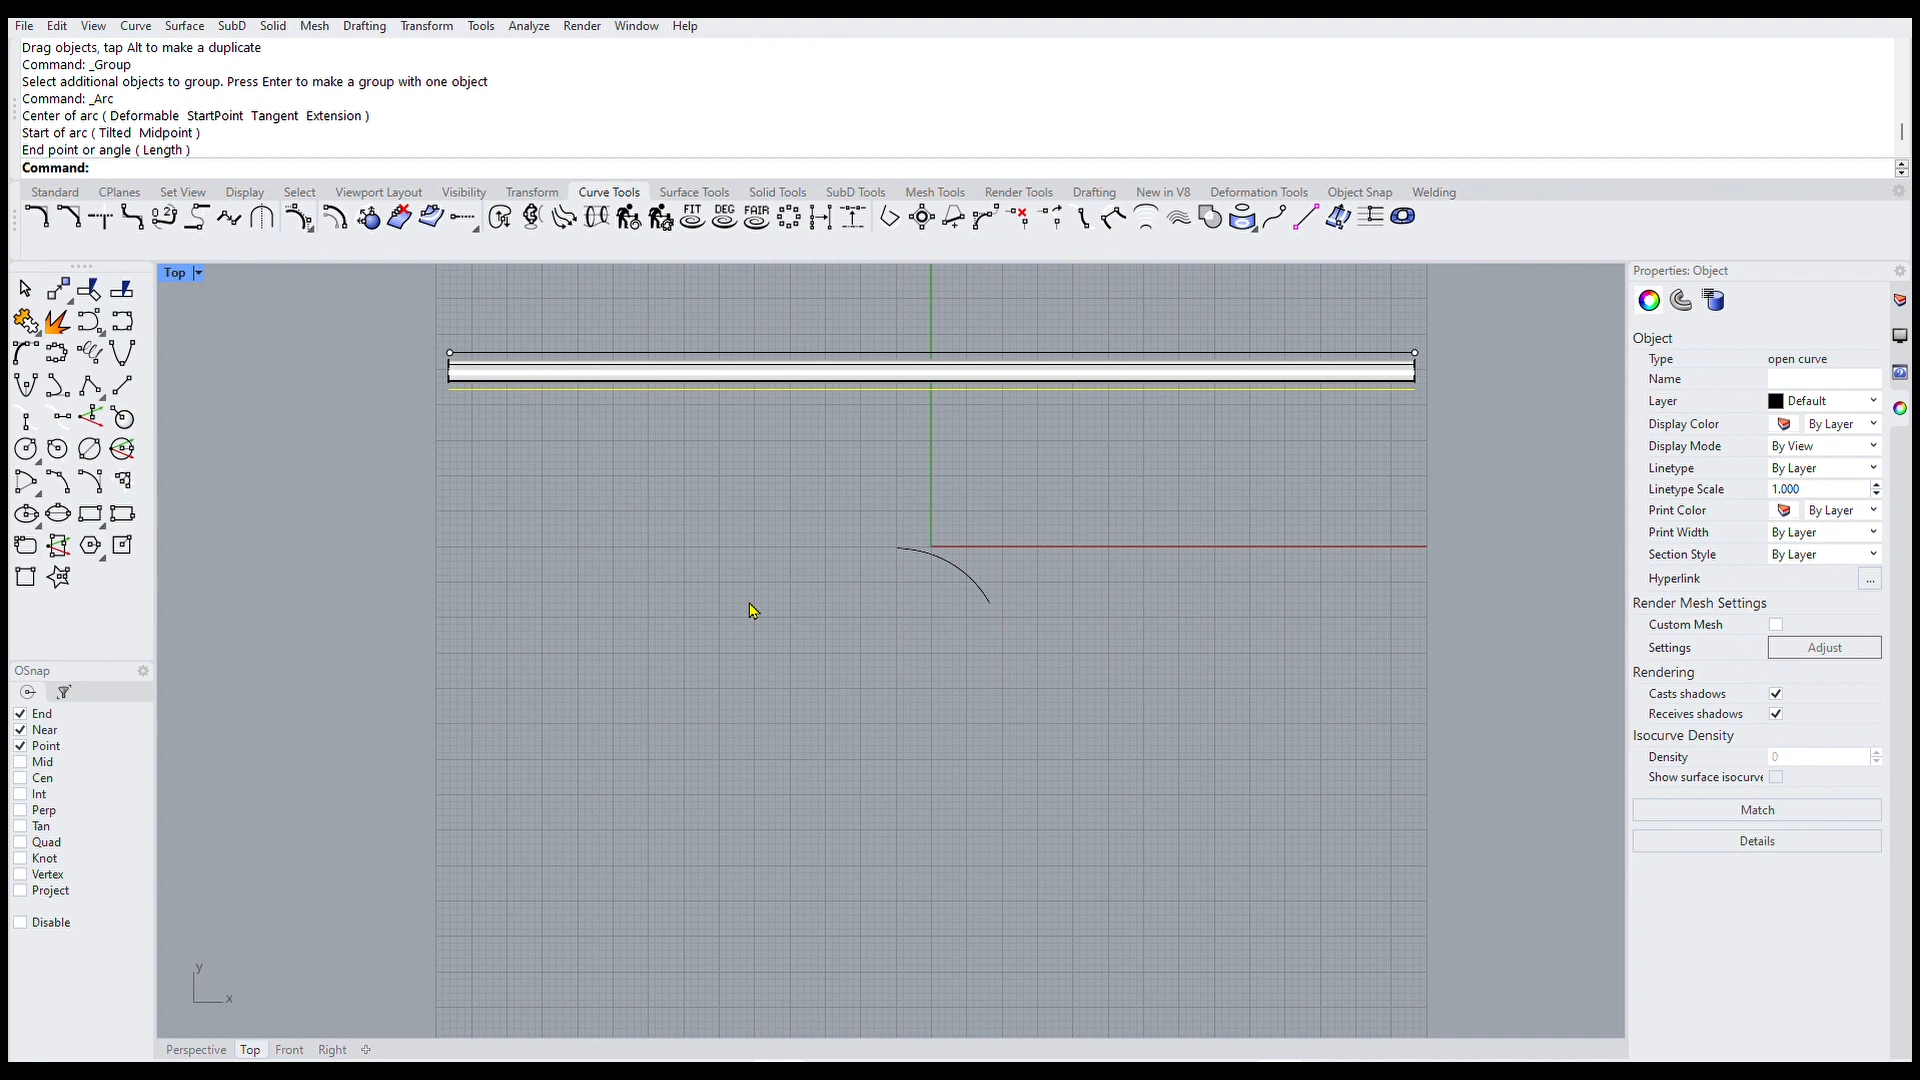 File Edit View Curve Surface SubD Solid Mesh Drafting Transform Tools Analyze Render Window Help
Drag objects, tap Alt to make a duplicate
Command: _Group
Select additional objects to group. Press Enter to make a group with one object
Command: _Arc
Center of arc ( Deformable StartPoint Tangent Extension )
Start of arc ( Tilted Midpoint )
End point or angle ( Length )
Command:
Standard CPlanes Set View Display Select Viewport Layout Visibility Transform Curve Tools Surface Tools Solid Tools SubD Tools Mesh Tools Render Tools Drafting New in V8 Deformation Tools Object Snap Welding
FIT DEG FAIR
Top
Properties: Object
Object
Type open curve
Name
Layer Default
Display Color By Layer
Display Mode By View
Linetype By Layer
Linetype Scale 1.000
Print Color By Layer
Print Width By Layer
Section Style By Layer
Hyperlink ...
Render Mesh Settings
Custom Mesh
Settings Adjust
Rendering
Casts shadows
Receives shadows
Isocurve Density
Density 0
Show surface isocurve
Match
Details
OSnap
End
Near
Point
Mid
Cen
Int
Perp
Tan
Quad
Knot
Vertex
Project
Disable
y
x
Perspective Top Front Right